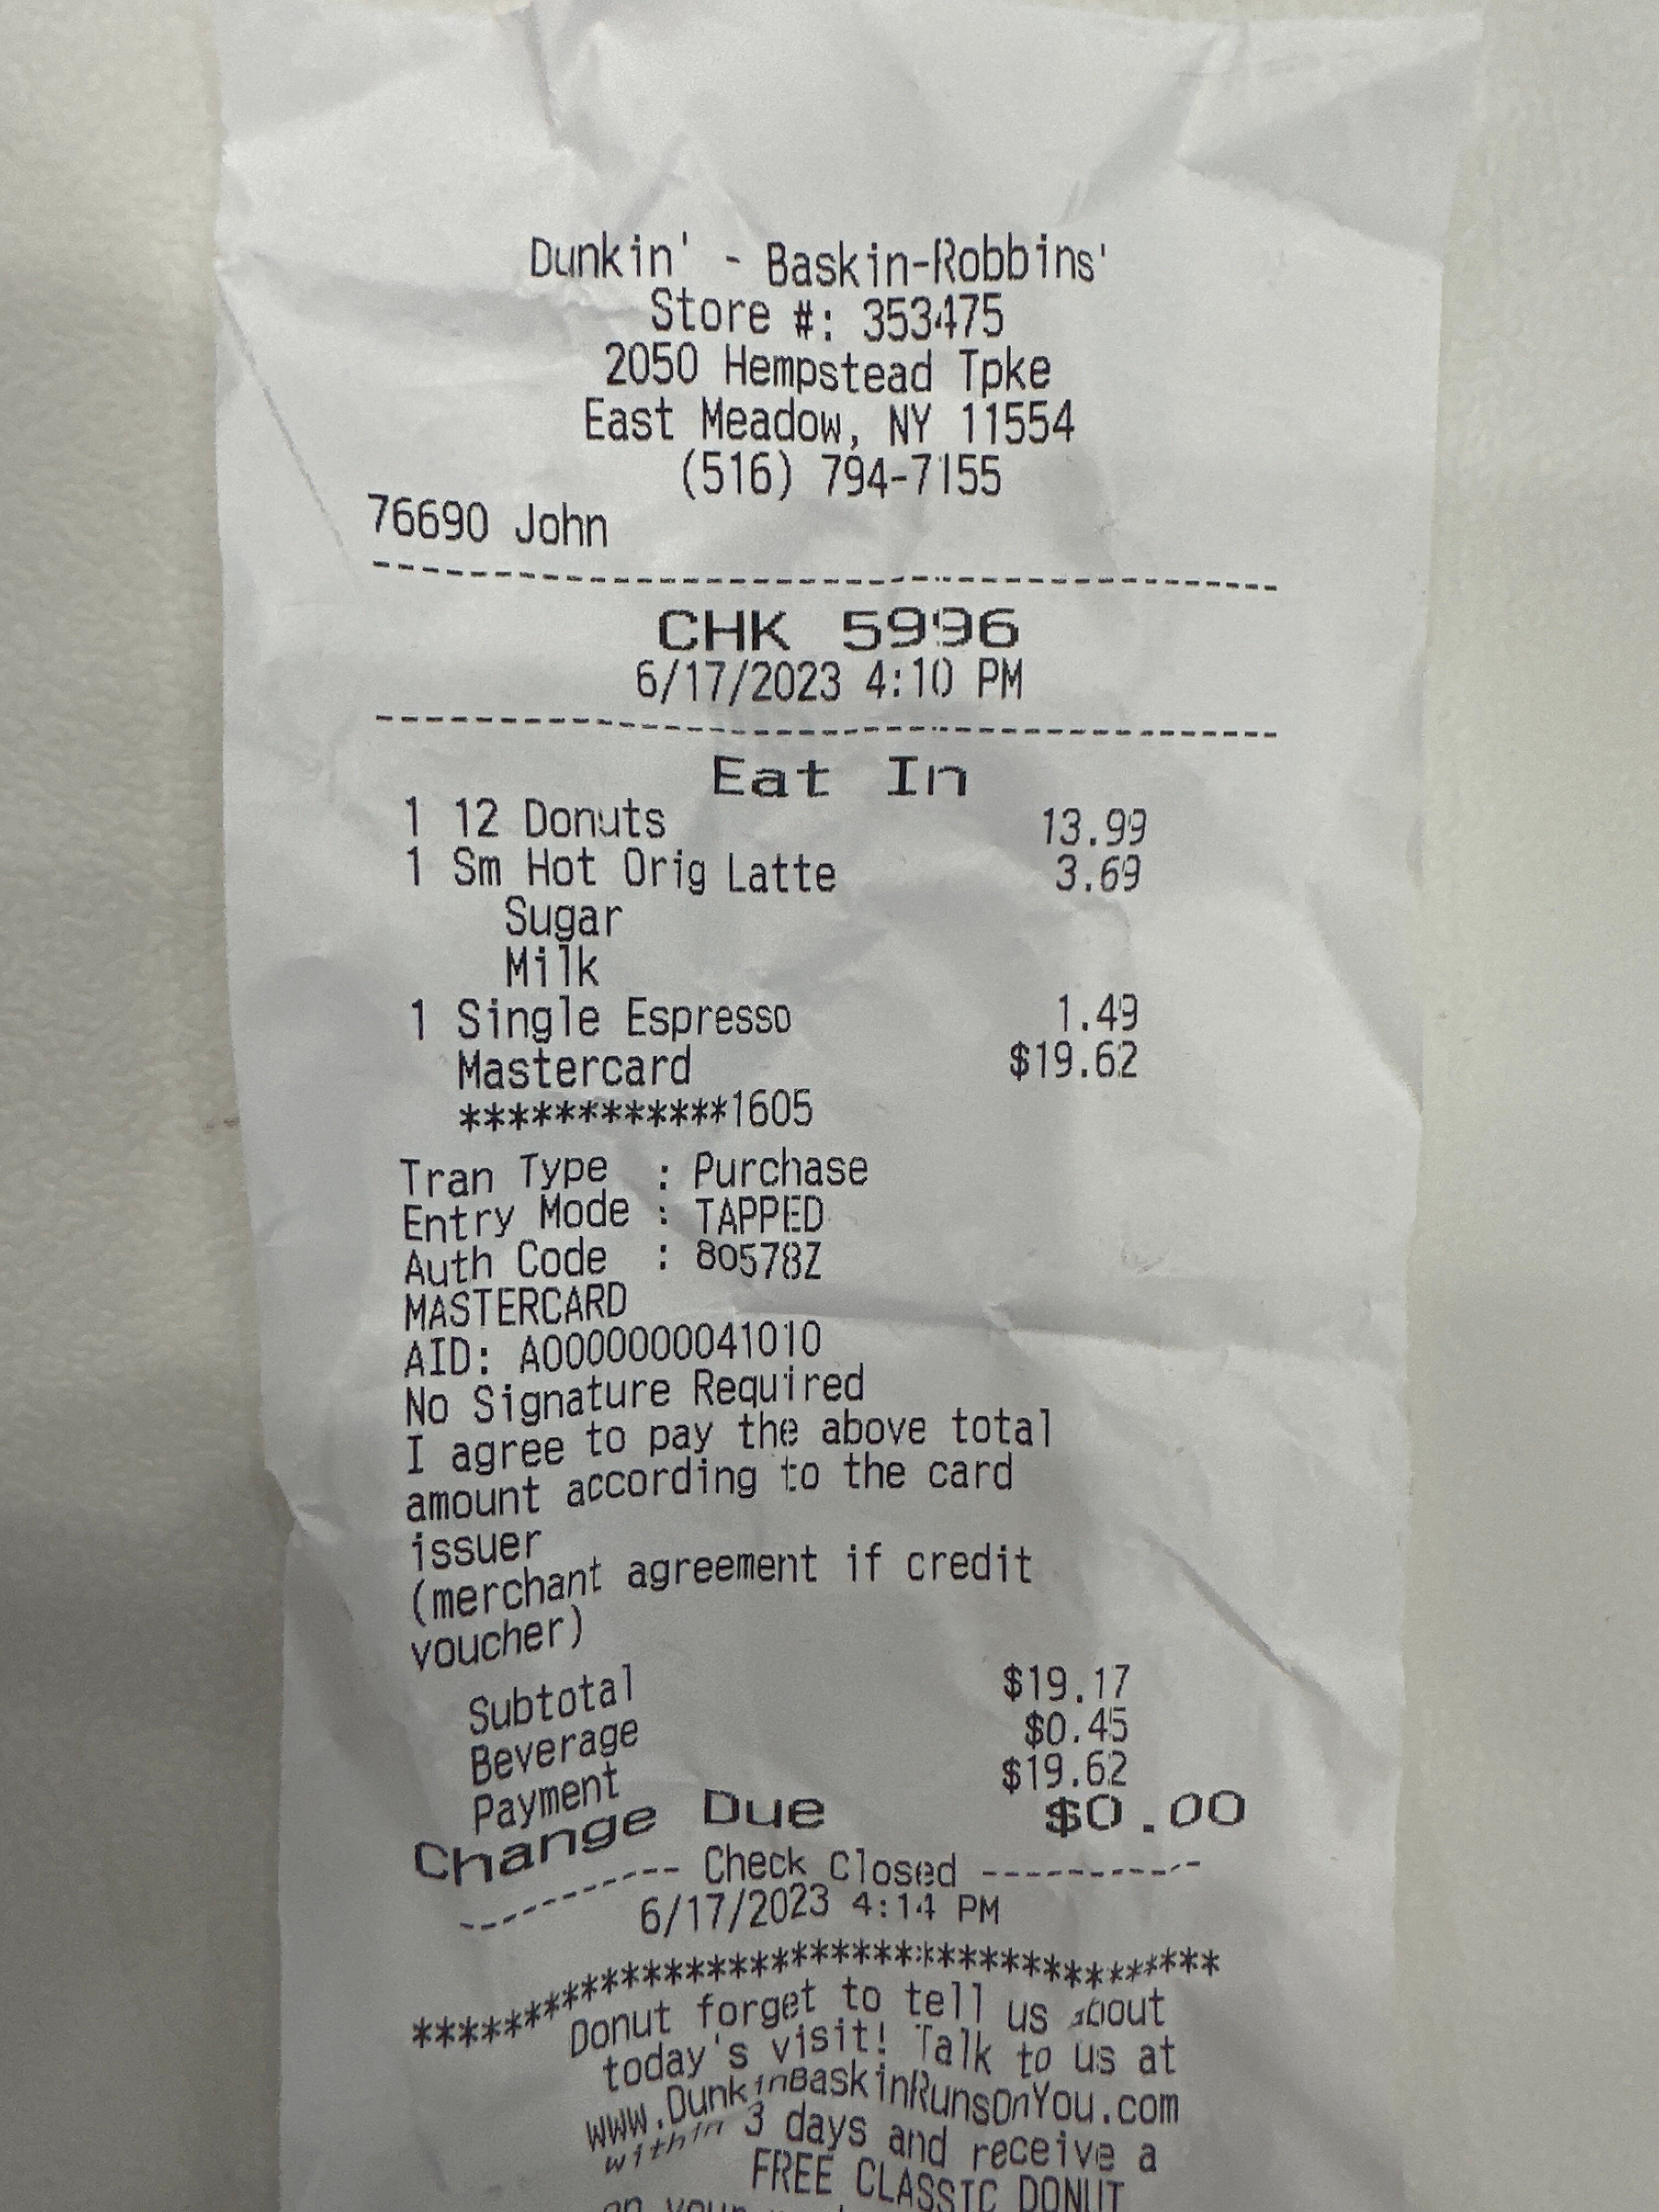 Dunkin' - Baskin-Robbins'
Store #: 353475
2050 Hempstead Tpke
East Meadow, NY 11554
(516) 794-7155
76690 John
--------------------------------------
CHK 5996
6/17/2023 4:10 PM
--------------------------------------
Eat In
1 12 Donuts 13.99
1 Sm Hot Orig Latte 3.69
Sugar
Milk
1 Single Espresso 1.49
Mastercard $19.62
************1605
Tran Type : Purchase
Entry Mode : TAPPED
Auth Code : 80578Z
MASTERCARD
AID: A0000000041010
No Signature Required
I agree to pay the above total
amount according to the card
issuer
(merchant agreement if credit
voucher)
Subtotal $19.17
Beverage $0.45
Payment $19.62
Change Due $0.00
---------- Check Closed ----------
6/17/2023 4:14 PM
**************************************
Donut forget to tell us about
today's visit! Talk to us at
www.DunkinBaskinRunsOnYou.com
within 3 days and receive a
FREE CLASSIC DONUT
on your